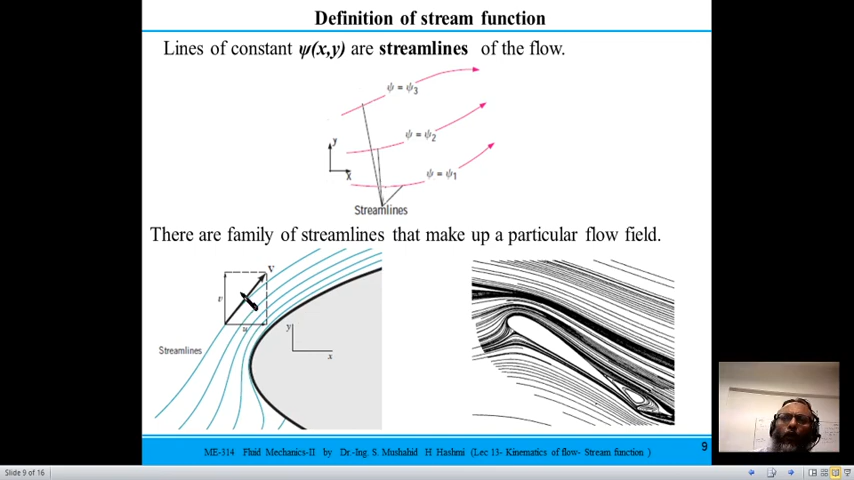 Definition of stream function
Lines of constant ψ(x,y) are streamlines of the flow.
ψ = ψ3
ψ = ψ2
y
x
ψ = ψ1
Streamlines
There are family of streamlines that make up a particular flow field.
V
v
u
y
x
Streamlines
9
ME-314 Fluid Mechanics-II by Dr.-Ing. S. Mushahid H Hashmi (Lec 13- Kinematics of flow- Stream function )
Slide 9 of 16